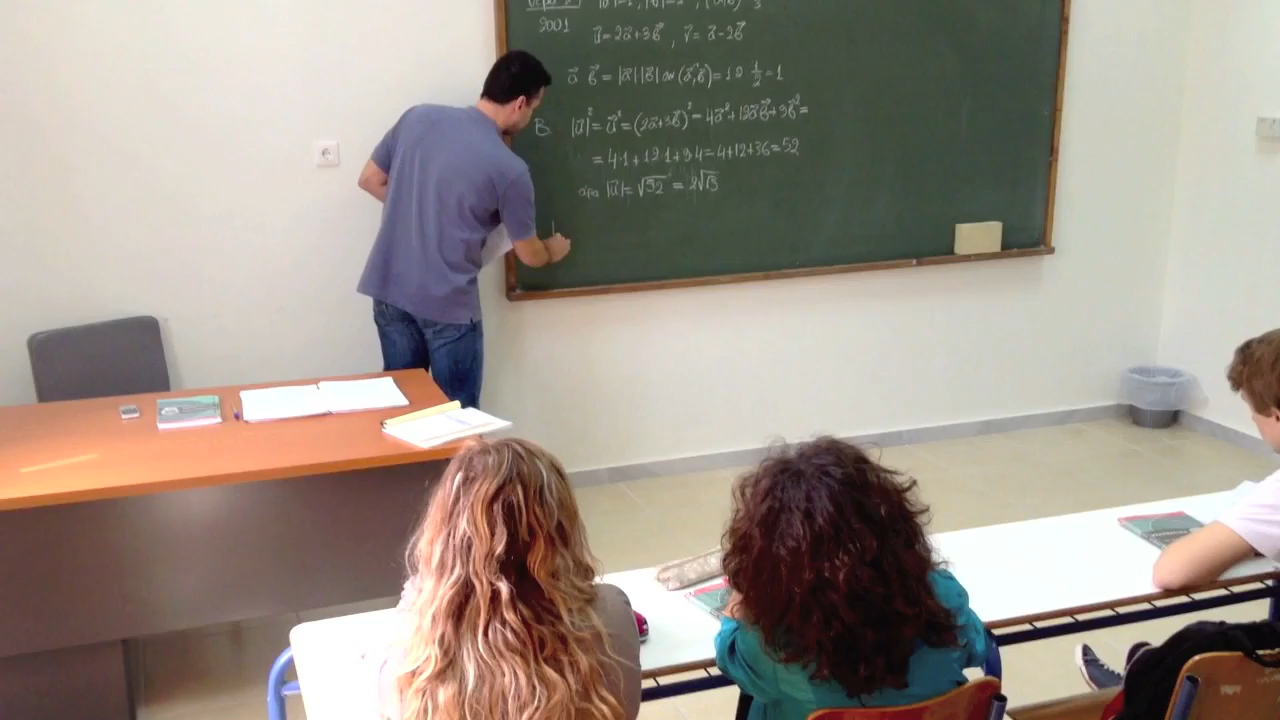 2001
u⃗ = 2α⃗+3β⃗ , v⃗ = α⃗-2β⃗
α⃗ β⃗ = |α⃗||β⃗| συν(α⃗,β⃗) = 1·2·½ = 1
B. |u⃗|² = u⃗² = (2α⃗+3β⃗)² = 4α⃗²+12α⃗β⃗+9β⃗² =
= 4·1+12·1+9·4 = 4+12+36 = 52
άρα |u⃗| = √52 = 2√13